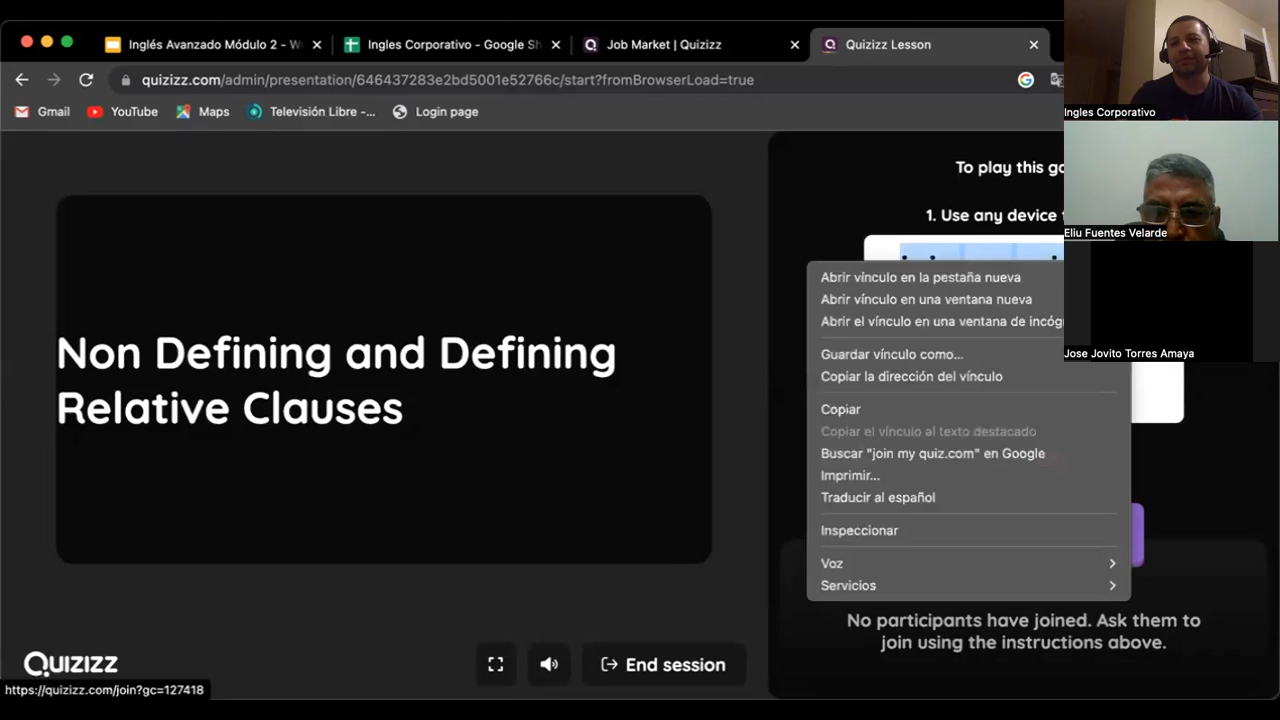 Inglés Avanzado Módulo 2 - W
Ingles Corporativo - Google Sh
Job Market | Quizizz
Quizizz Lesson
quizizz.com/admin/presentation/646437283e2bd5001e52766c/start?fromBrowserLoad=true
Gmail
YouTube
Maps
Televisión Libre -...
Login page
Ingles Corporativo
Eliu Fuentes Velarde
Jose Jovito Torres Amaya
Non Defining and Defining
Relative Clauses
To play this ga
1. Use any device t
Abrir vínculo en la pestaña nueva
Abrir vínculo en una ventana nueva
Abrir el vínculo en una ventana de incóg
Guardar vínculo como...
Copiar la dirección del vínculo
Copiar
Copiar el vínculo al texto destacado
Buscar "join my quiz.com" en Google
Imprimir...
Traducir al español
Inspeccionar
Voz
Servicios
No participants have joined. Ask them to
join using the instructions above.
QUIZIZZ
End session
https://quizizz.com/join?gc=127418